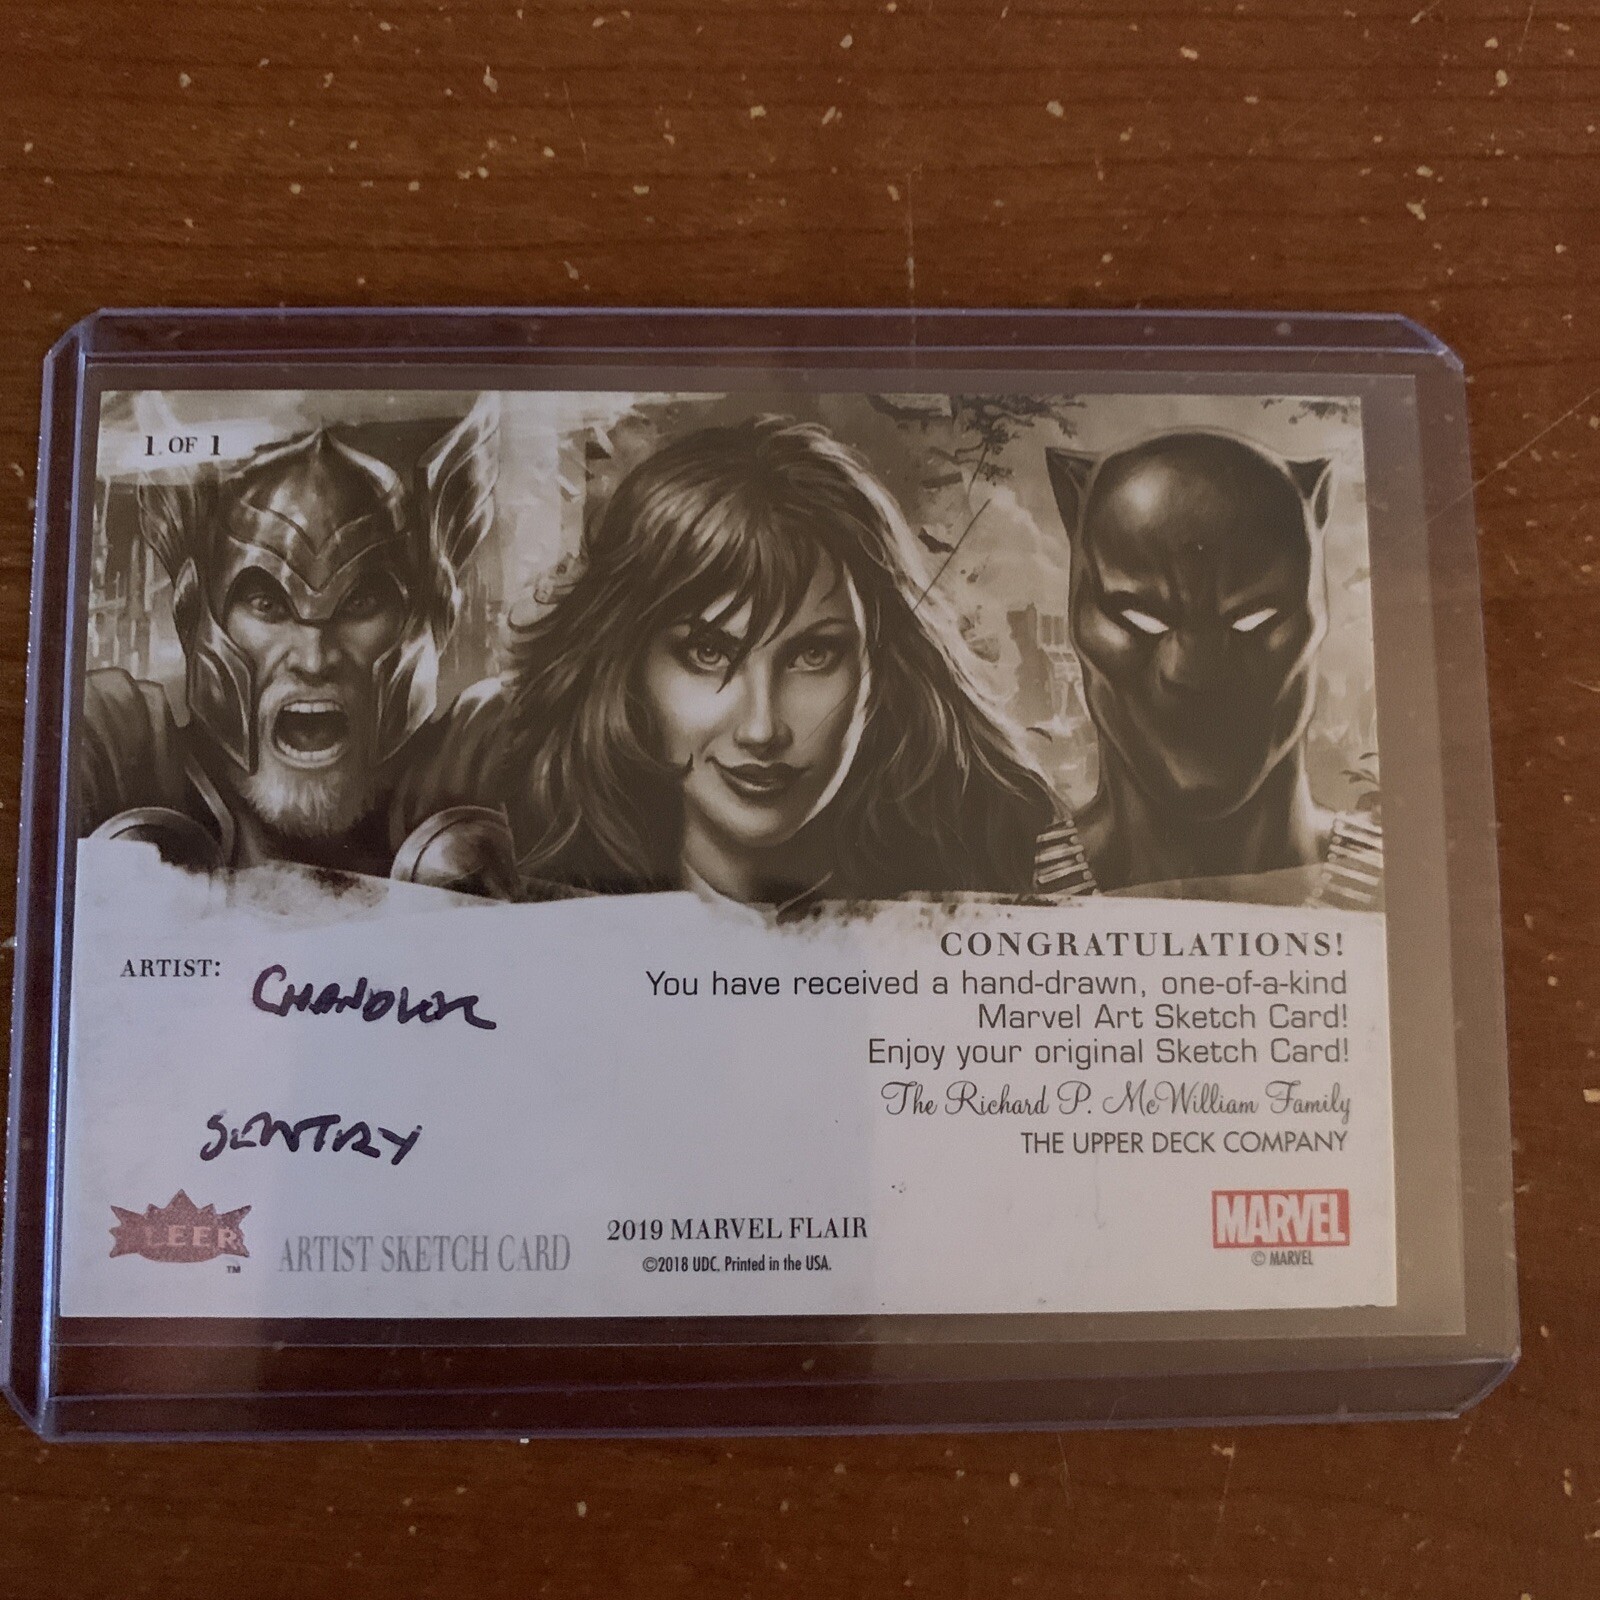 1 OF 1
ARTIST:
CHANDLER
SENTRY
CONGRATULATIONS!
You have received a hand-drawn, one-of-a-kind
Marvel Art Sketch Card!
Enjoy your original Sketch Card!
The Richard P. McWilliam Family
THE UPPER DECK COMPANY
FLEER
TM
ARTIST SKETCH CARD
2019 MARVEL FLAIR
©2018 UDC. Printed in the USA.
MARVEL
© MARVEL